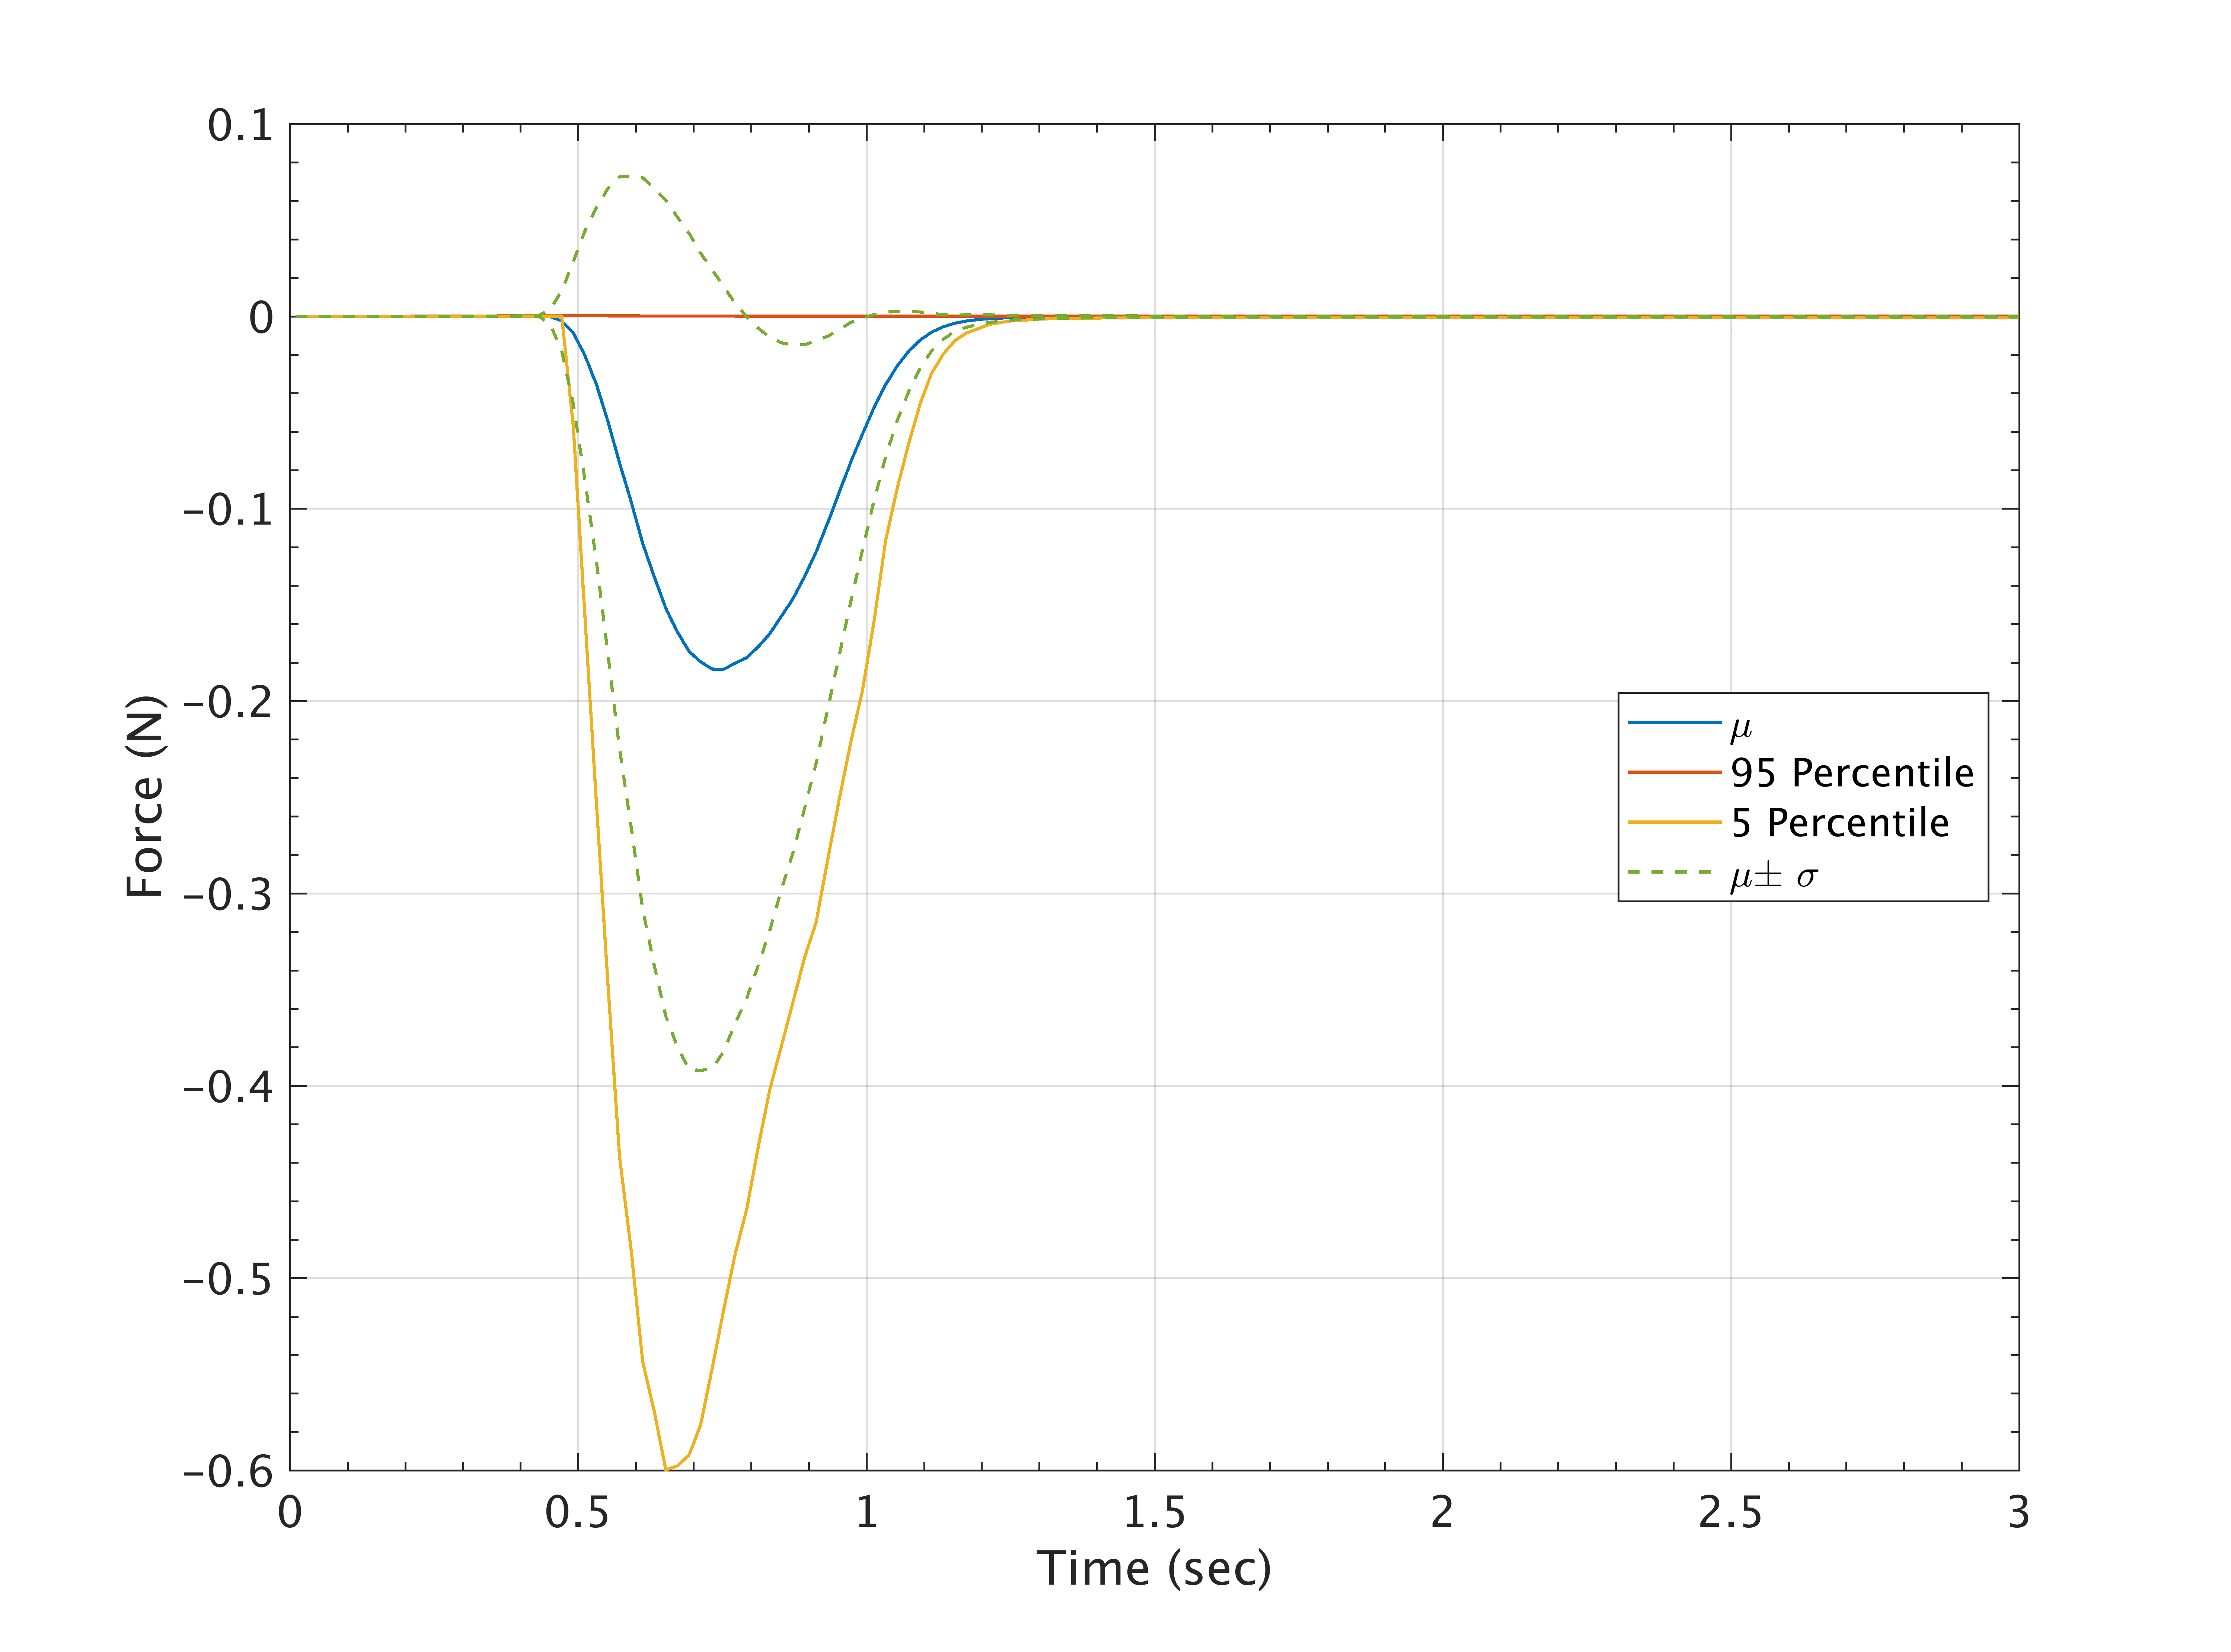 0.1
0
−0.1
−0.2
−0.3
−0.4
−0.5
−0.6
Force (N)
0
0.5
1
1.5
2
2.5
3
Time (sec)
μ
95 Percentile
5 Percentile
μ± σ